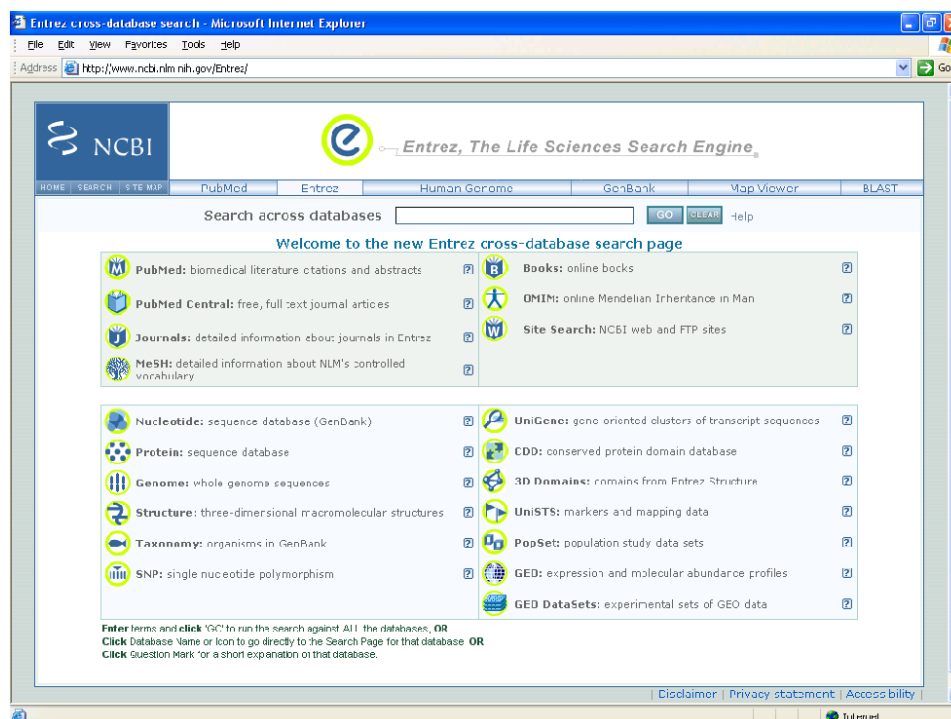 Entrez cross-database search - Microsoft Internet Explorer
File Edit View Favorites Tools Help
Address http://www.ncbi.nlm.nih.gov/Entrez/ Go
NCBI
Entrez, The Life Sciences Search Engine
HOME SEARCH SITE MAP PubMed Entrez Human Genome GenBank Map Viewer BLAST
Search across databases GO CLEAR Help
Welcome to the new Entrez cross-database search page
PubMed: biomedical literature citations and abstracts ?
Books: online books ?
PubMed Central: free, full text journal articles ?
OMIM: online Mendelian Inheritance in Man ?
Journals: detailed information about journals in Entrez ?
Site Search: NCBI web and FTP sites ?
MeSH: detailed information about NLM's controlled
vocabulary ?
Nucleotide: sequence database (GenBank) ?
UniGene: gene oriented clusters of transcript sequences ?
Protein: sequence database ?
CDD: conserved protein domain database ?
Genome: whole genome sequences ?
3D Domains: domains from Entrez Structure ?
Structure: three-dimensional macromolecular structures ?
UniSTS: markers and mapping data ?
Taxonomy: organisms in GenBank ?
PopSet: population study data sets ?
SNP: single nucleotide polymorphism ?
GEO: expression and molecular abundance profiles ?
GEO DataSets: experimental sets of GEO data ?
Enter terms and click 'GO' to run the search against ALL the databases, OR
Click Database Name or Icon to go directly to the Search Page for that database OR
Click Question Mark for a short explanation of that database.
| Disclaimer | Privacy statement | Accessibility |
Internet